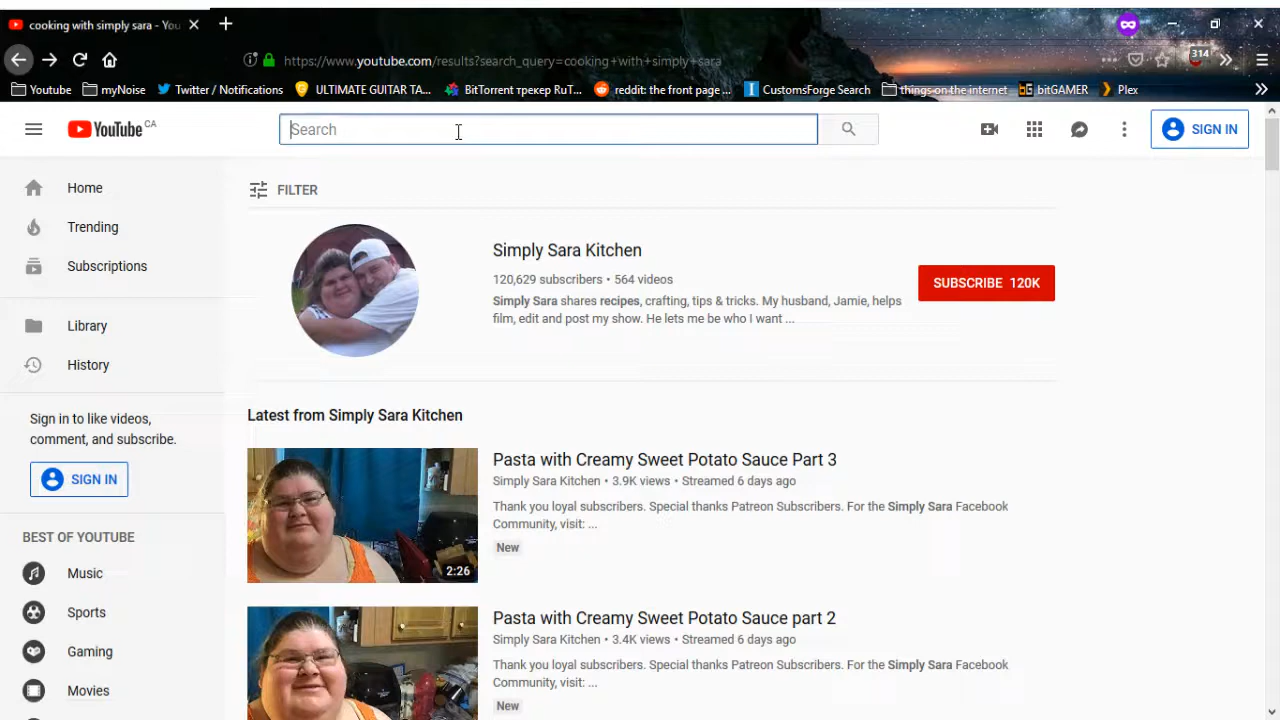 cooking with simply sara - You
https://www.youtube.com/results?search_query=cooking+with+simply+sara
314
Youtube
myNoise
Twitter / Notifications
ULTIMATE GUITAR TA...
BitTorrent трекер RuT...
reddit: the front page ...
CustomsForge Search
things on the internet
bitGAMER
Plex
YouTube CA
Search
SIGN IN
Home
Trending
Subscriptions
Library
History
Sign in to like videos,
comment, and subscribe.
SIGN IN
BEST OF YOUTUBE
Music
Sports
Gaming
Movies
FILTER
Simply Sara Kitchen
120,629 subscribers • 564 videos
Simply Sara shares recipes, crafting, tips & tricks. My husband, Jamie, helps
film, edit and post my show. He lets me be who I want ...
SUBSCRIBE 120K
Latest from Simply Sara Kitchen
2:26
Pasta with Creamy Sweet Potato Sauce Part 3
Simply Sara Kitchen • 3.9K views • Streamed 6 days ago
Thank you loyal subscribers. Special thanks Patreon Subscribers. For the Simply Sara Facebook
Community, visit: ...
New
Pasta with Creamy Sweet Potato Sauce part 2
Simply Sara Kitchen • 3.4K views • Streamed 6 days ago
Thank you loyal subscribers. Special thanks Patreon Subscribers. For the Simply Sara Facebook
Community, visit: ...
New